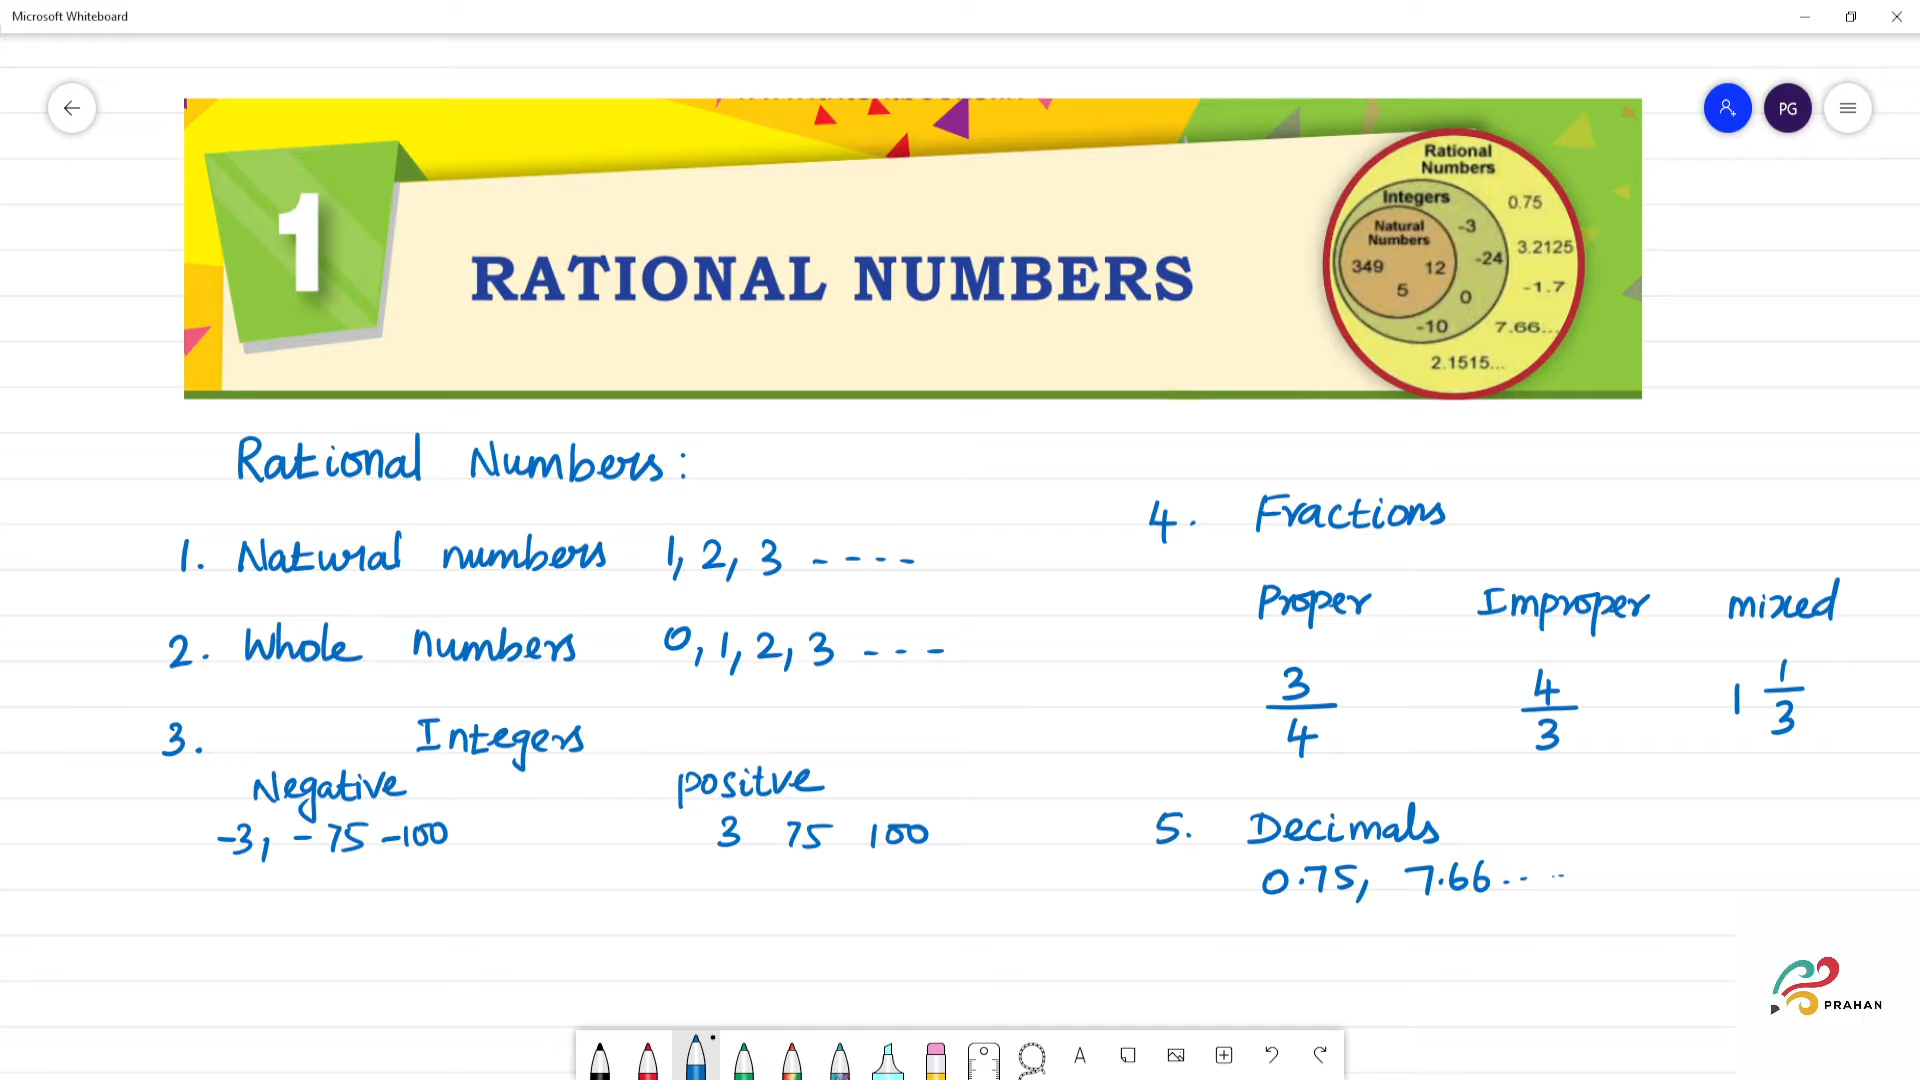 Microsoft Whiteboard
PG
1
RATIONAL NUMBERS
Rational
Numbers
Integers
0.75
Natural
Numbers
-3
3.2125
-24
349
12
-1.7
5
0
-10
7.66...
2.1515...
Rational Numbers:
1. Natural numbers 1, 2, 3 ----
2. Whole numbers 0, 1, 2, 3 ---
3. Integers
Negative positve
-3, -75 -100 3 75 100
4. Fractions
Proper Improper mixed
3/4 4/3 1 1/3
5. Decimals
0.75, 7.66.. ..
PRAHAN
A